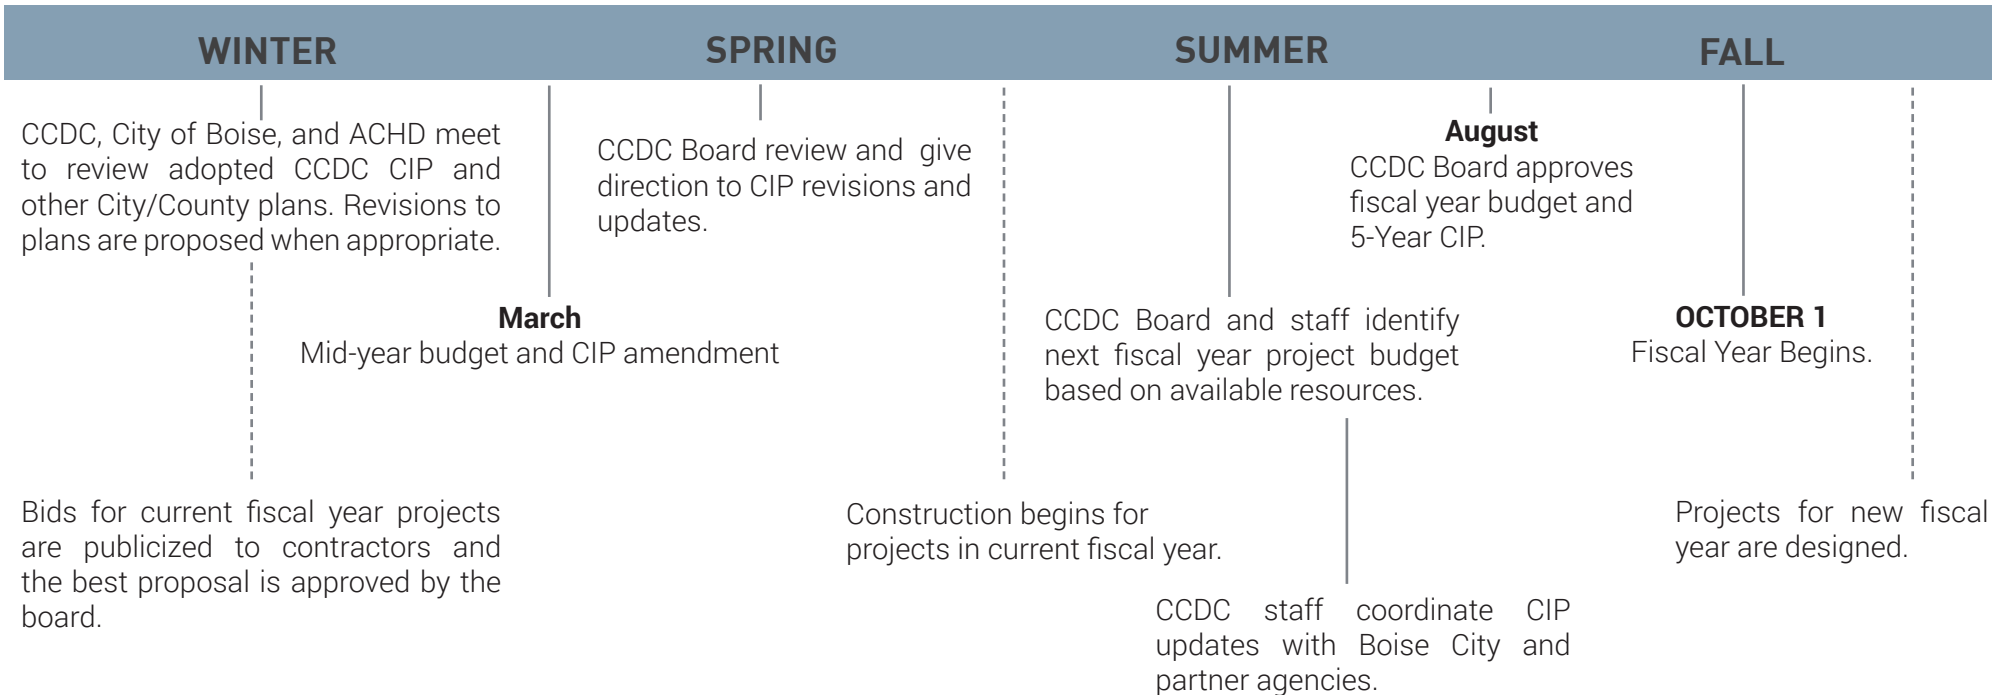 WINTER
SPRING
SUMMER
FALL
CCDC, City of Boise, and ACHD meet
to review adopted CCDC CIP and
other City/County plans. Revisions to
plans are proposed when appropriate.
March
Mid-year budget and CIP amendment
Bids for current fiscal year projects
are publicized to contractors and
the best proposal is approved by the
board.
CCDC Board review and give
direction to CIP revisions and
updates.
Construction begins for
projects in current fiscal year.
August
CCDC Board approves
fiscal year budget and
5-Year CIP.
CCDC Board and staff identify
next fiscal year project budget
based on available resources.
CCDC staff coordinate CIP
updates with Boise City and
partner agencies.
OCTOBER 1
Fiscal Year Begins.
Projects for new fiscal
year are designed.